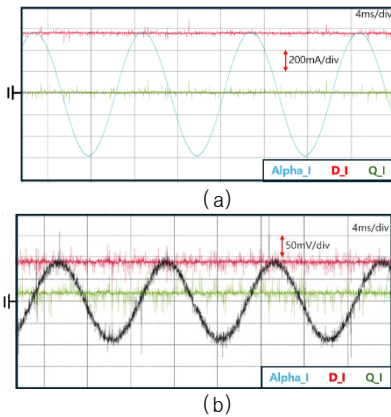 4ms/div
200mA/div
Alpha_I D_I Q_I
(a)
4ms/div
50mV/div
Alpha_I D_I Q_I
(b)